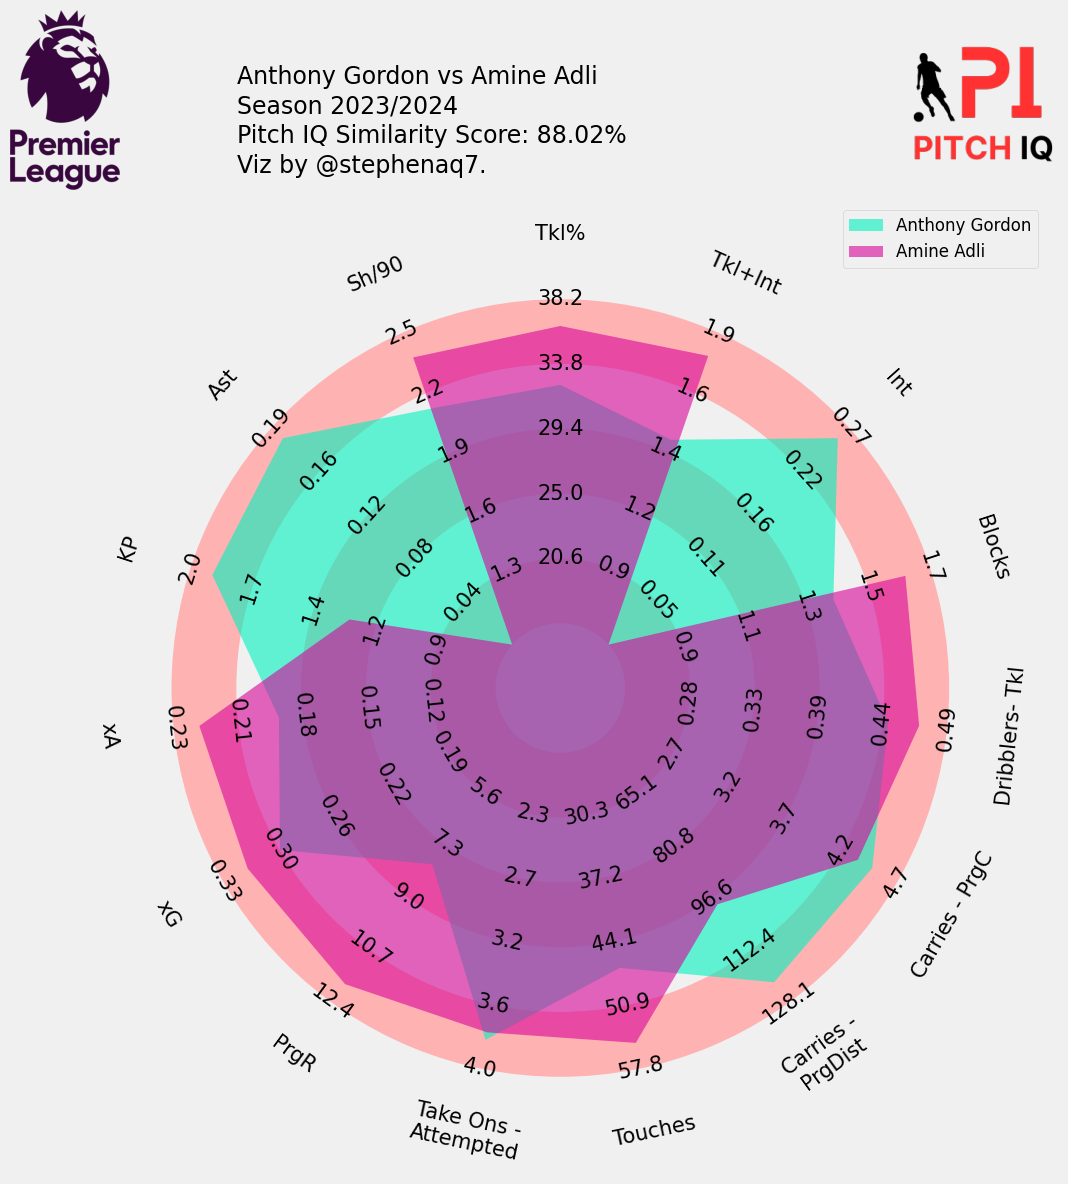 Premier
League
Anthony Gordon vs Amine Adli
Season 2023/2024
Pitch IQ Similarity Score: 88.02%
Viz by @stephenaq7.
PI
PITCH IQ
Anthony Gordon
Amine Adli
Tkl%
38.2
33.8
29.4
25.0
20.6
Tkl+Int
1.9
1.6
1.4
1.2
0.9
Int
0.27
0.22
0.16
0.11
0.05
Blocks
1.7
1.5
1.3
1.1
0.9
Dribblers- Tkl
0.49
0.44
0.39
0.33
0.28
Carries - PrgC
4.7
4.2
3.7
3.2
2.7
Carries -
PrgDist
128.1
112.4
96.6
80.8
65.1
Touches
57.8
50.9
44.1
37.2
30.3
Take Ons -
Attempted
4.0
3.6
3.2
2.7
2.3
PrgR
12.4
10.7
9.0
7.3
5.6
xG
0.33
0.30
0.26
0.22
0.19
xA
0.23
0.21
0.18
0.15
0.12
KP
2.0
1.7
1.4
1.2
0.9
Ast
0.19
0.16
0.12
0.08
0.04
Sh/90
2.5
2.2
1.9
1.6
1.3